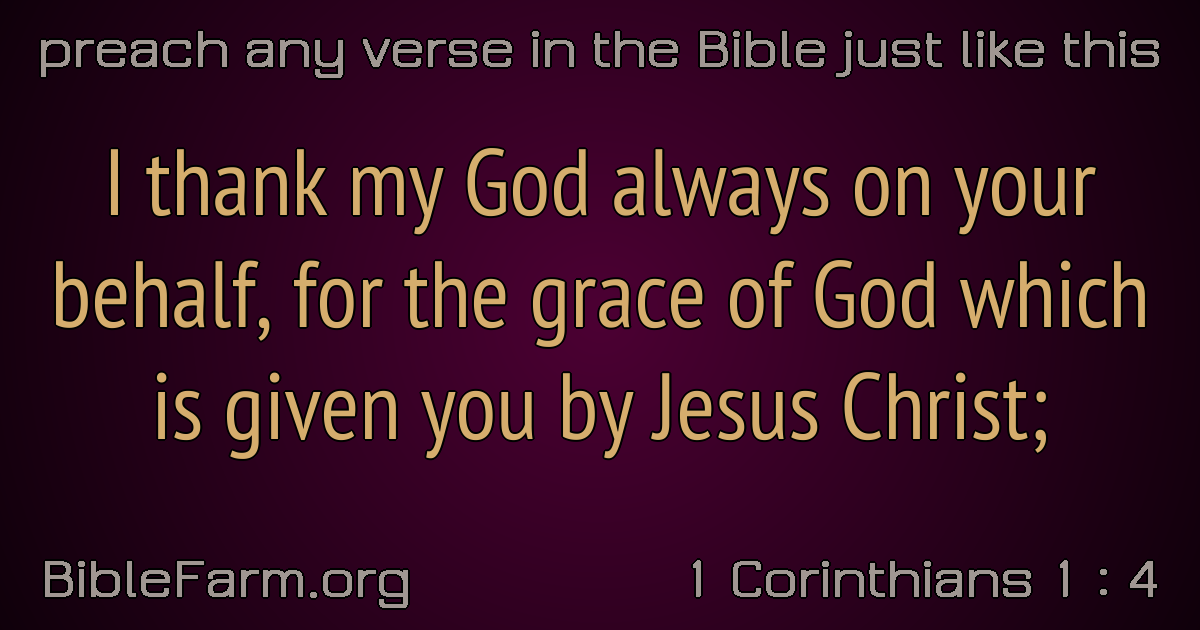 preach any verse in the Bible just like this
I thank my God always on your
behalf, for the grace of God which
is given you by Jesus Christ;
BibleFarm.org
1 Corinthians 1 : 4